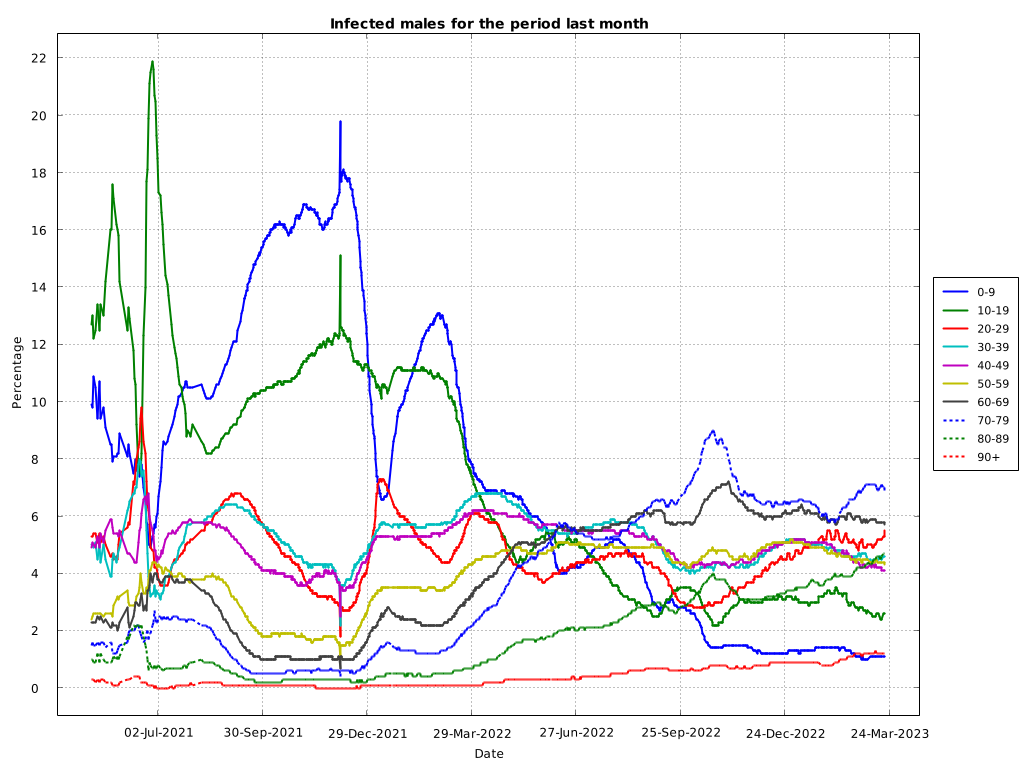 Infected males for the period last month
Percentage
22
20
18
16
14
12
10
8
6
4
2
0
02-Jul-2021
30-Sep-2021
29-Dec-2021
29-Mar-2022
27-Jun-2022
25-Sep-2022
24-Dec-2022
24-Mar-2023
Date
0-9
10-19
20-29
30-39
40-49
50-59
60-69
70-79
80-89
90+